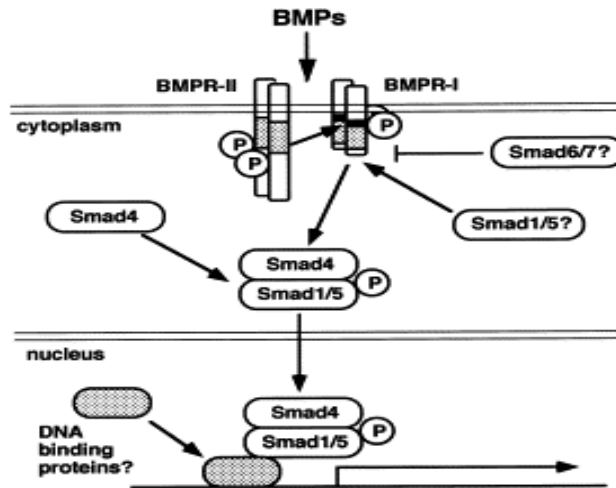 BMPs
BMPR-II
BMPR-I
cytoplasm
P
P
P
Smad6/7?
Smad4
Smad1/5?
Smad4
Smad1/5
P
nucleus
Smad4
Smad1/5
P
DNA
binding
proteins?